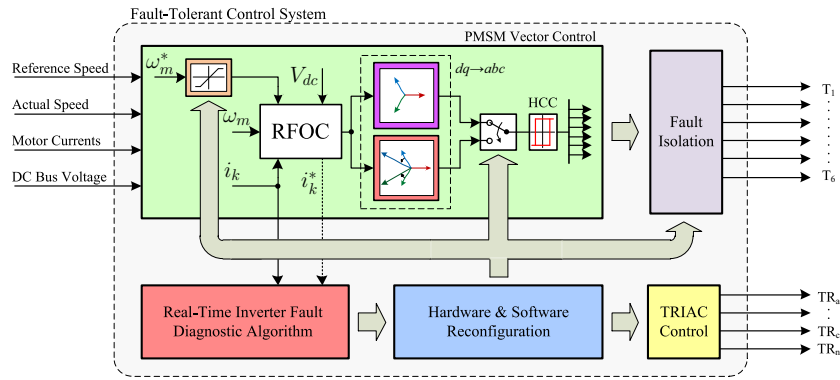 Fault-Tolerant Control System
PMSM Vector Control
Reference Speed
Actual Speed
Motor Currents
DC Bus Voltage
ω*m
Vdc
ωm
RFOC
ik
i*k
dq→abc
HCC
Fault
Isolation
T1
T6
Real-Time Inverter Fault
Diagnostic Algorithm
Hardware & Software
Reconfiguration
TRIAC
Control
TRa
TRc
TRn